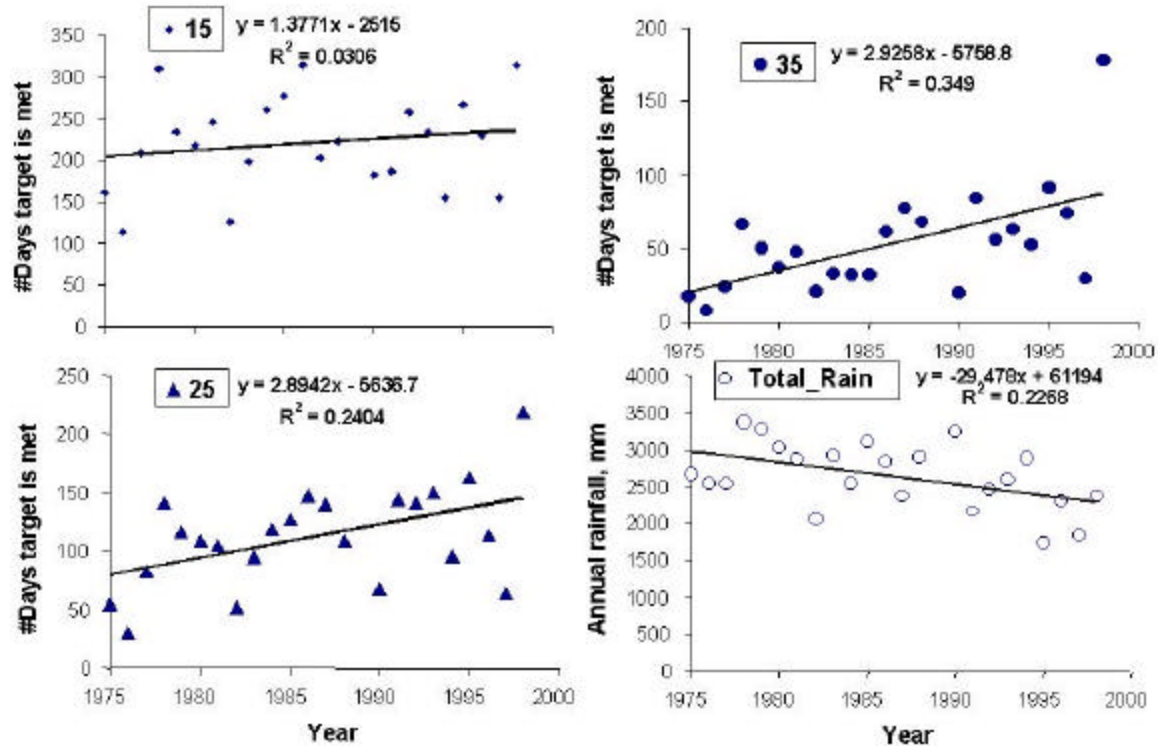 15
y = 1.3771x - 2515
R² = 0.0306
#Days target is met
350
300
250
200
150
100
50
0
35
y = 2.9258x - 5758.8
R² = 0.349
#Days target is met
200
150
100
50
0
1975 1980 1985 1990 1995 2000
25
y = 2.8942x - 5636.7
R² = 0.2404
#Days target is met
250
200
150
100
50
0
1975 1980 1985 1990 1995 2000
Year
Total_Rain
y = -29.478x + 61194
R² = 0.2268
Annual rainfall, mm
4000
3500
3000
2500
2000
1500
1000
500
0
1975 1980 1985 1990 1995 2000
Year